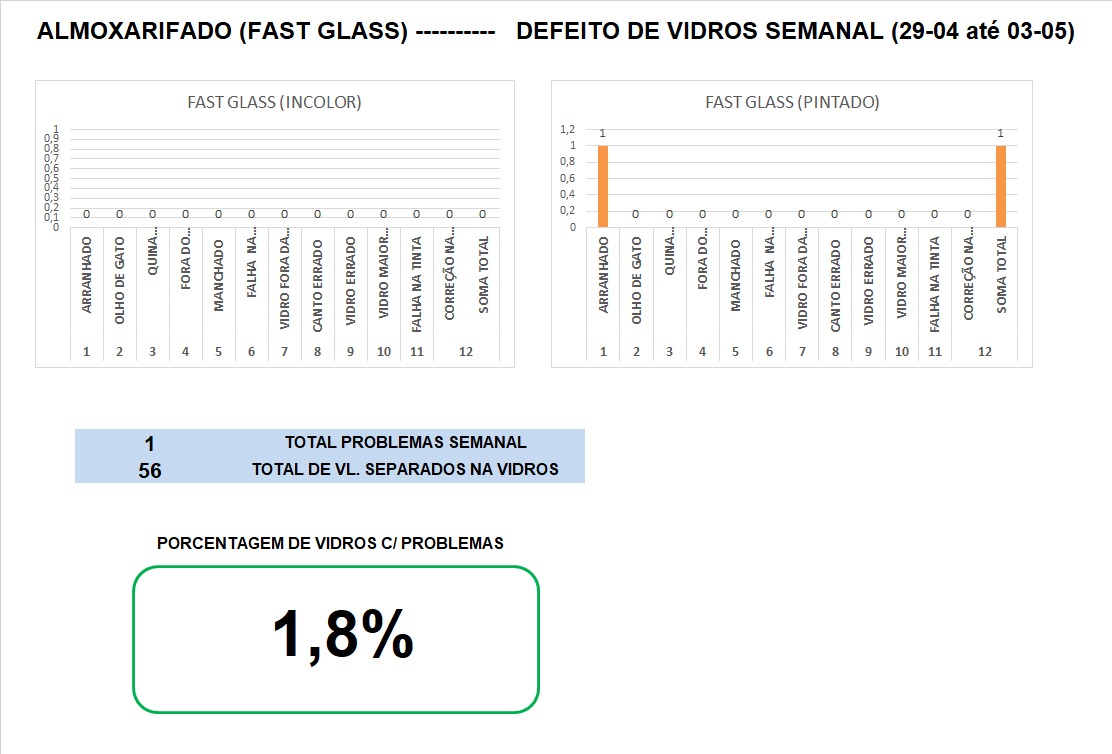 ALMOXARIFADO (FAST GLASS) ---------- DEFEITO DE VIDROS SEMANAL (29-04 até 03-05)
FAST GLASS (INCOLOR)
1
0,9
0,8
0,7
0,6
0,5
0,4
0,3
0,2
0,1
0
0 0 0 0 0 0 0 0 0 0 0 0 0
ARRANHADO
OLHO DE GATO
QUINA...
FORA DO...
MANCHADO
FALHA NA...
VIDRO FORA DA...
CANTO ERRADO
VIDRO ERRADO
VIDRO MAIOR...
FALHA NA TINTA
CORREÇÃO NA...
SOMA TOTAL
1 2 3 4 5 6 7 8 9 10 11 12
FAST GLASS (PINTADO)
1,2
1
0,8
0,6
0,4
0,2
0
1 0 0 0 0 0 0 0 0 0 0 0 1
ARRANHADO
OLHO DE GATO
QUINA...
FORA DO...
MANCHADO
FALHA NA...
VIDRO FORA DA...
CANTO ERRADO
VIDRO ERRADO
VIDRO MAIOR...
FALHA NA TINTA
CORREÇÃO NA...
SOMA TOTAL
1 2 3 4 5 6 7 8 9 10 11 12
1 TOTAL PROBLEMAS SEMANAL
56 TOTAL DE VL. SEPARADOS NA VIDROS
PORCENTAGEM DE VIDROS C/ PROBLEMAS
1,8%